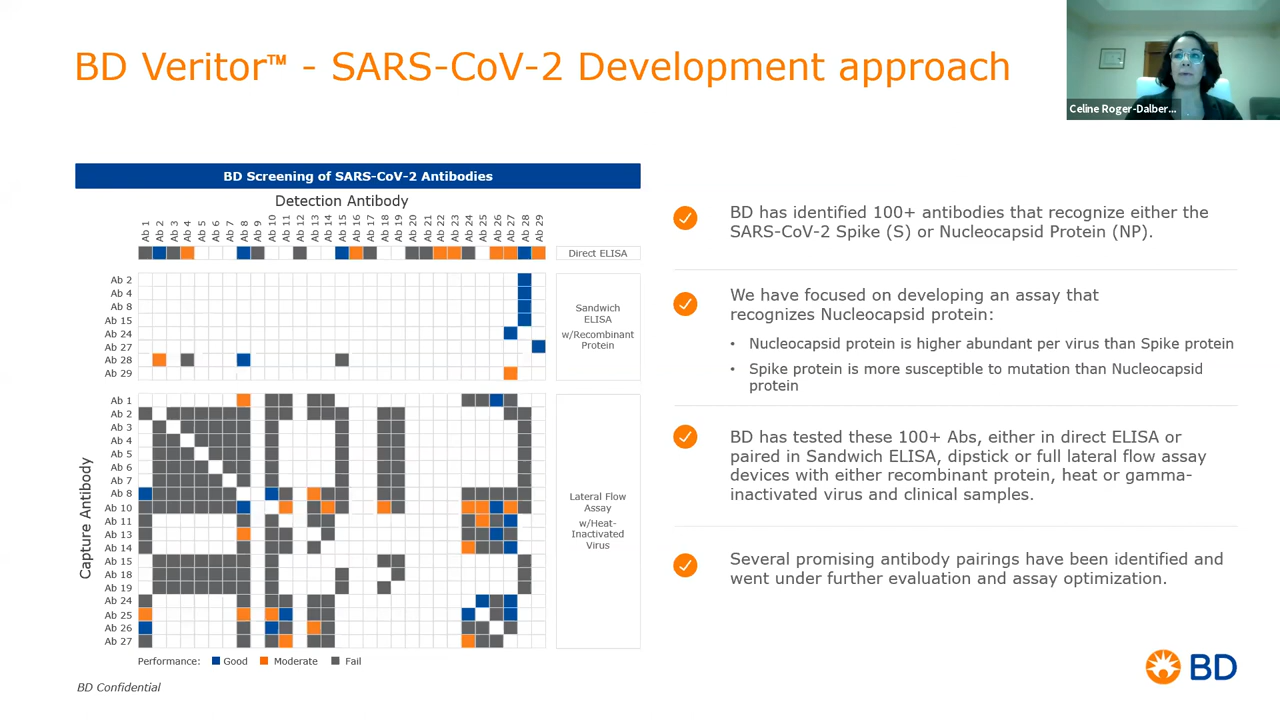 BD Veritor™ - SARS-CoV-2 Development approach
Celine Roger-Dalber...
BD Screening of SARS-CoV-2 Antibodies
Detection Antibody
Ab 1
Ab 2
Ab 3
Ab 4
Ab 5
Ab 6
Ab 7
Ab 8
Ab 9
Ab 10
Ab 11
Ab 12
Ab 13
Ab 14
Ab 15
Ab 16
Ab 17
Ab 18
Ab 19
Ab 20
Ab 21
Ab 22
Ab 23
Ab 24
Ab 25
Ab 26
Ab 27
Ab 28
Ab 29
Direct ELISA
Ab 2
Ab 4
Ab 8
Ab 15
Ab 24
Ab 27
Ab 28
Ab 29
Sandwich
ELISA
w/Recombinant
Protein
Capture Antibody
Ab 1
Ab 2
Ab 3
Ab 4
Ab 5
Ab 6
Ab 7
Ab 8
Ab 10
Ab 11
Ab 13
Ab 14
Ab 15
Ab 18
Ab 19
Ab 24
Ab 25
Ab 26
Ab 27
Lateral Flow
Assay
w/Heat-
Inactivated
Virus
Performance: Good Moderate Fail
BD Confidential
BD has identified 100+ antibodies that recognize either the
SARS-CoV-2 Spike (S) or Nucleocapsid Protein (NP).
We have focused on developing an assay that
recognizes Nucleocapsid protein:
• Nucleocapsid protein is higher abundant per virus than Spike protein
• Spike protein is more susceptible to mutation than Nucleocapsid
protein
BD has tested these 100+ Abs, either in direct ELISA or
paired in Sandwich ELISA, dipstick or full lateral flow assay
devices with either recombinant protein, heat or gamma-
inactivated virus and clinical samples.
Several promising antibody pairings have been identified and
went under further evaluation and assay optimization.
BD